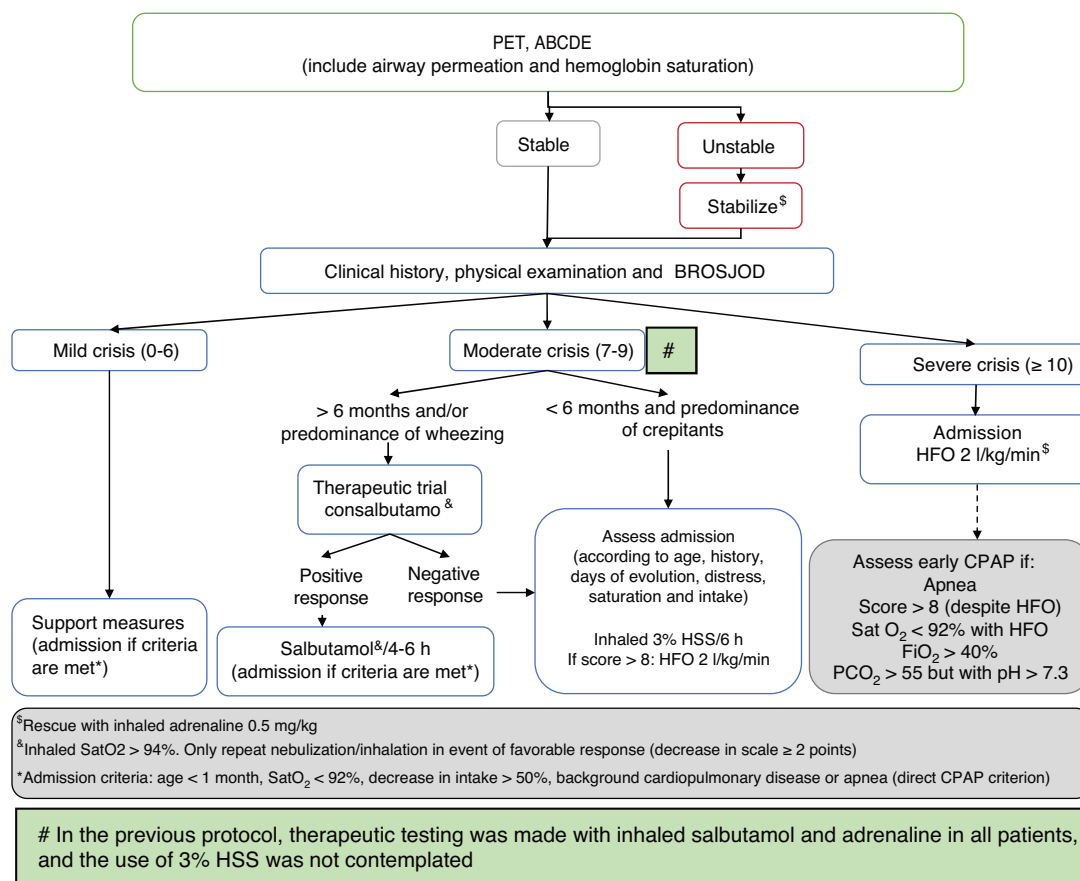 PET, ABCDE
(include airway permeation and hemoglobin saturation)
Stable
Unstable
Stabilize$
Clinical history, physical examination and BROSJOD
Mild crisis (0-6)
Moderate crisis (7-9)
#
Severe crisis (≥ 10)
> 6 months and/or
predominance of wheezing
< 6 months and predominance
of crepitants
Admission
HFO 2 l/kg/min$
Therapeutic trial
consalbutamo &
Positive
response
Negative
response
Assess admission
(according to age, history,
days of evolution, distress,
saturation and intake)
Inhaled 3% HSS/6 h
If score > 8: HFO 2 l/kg/min
Assess early CPAP if:
Apnea
Score > 8 (despite HFO)
Sat O2 < 92% with HFO
FiO2 > 40%
PCO2 > 55 but with pH > 7.3
Support measures
(admission if criteria
are met*)
Salbutamol&/4-6 h
(admission if criteria are met*)
$Rescue with inhaled adrenaline 0.5 mg/kg
&Inhaled SatO2 > 94%. Only repeat nebulization/inhalation in event of favorable response (decrease in scale ≥ 2 points)
*Admission criteria: age < 1 month, SatO2 < 92%, decrease in intake > 50%, background cardiopulmonary disease or apnea (direct CPAP criterion)
# In the previous protocol, therapeutic testing was made with inhaled salbutamol and adrenaline in all patients,
and the use of 3% HSS was not contemplated